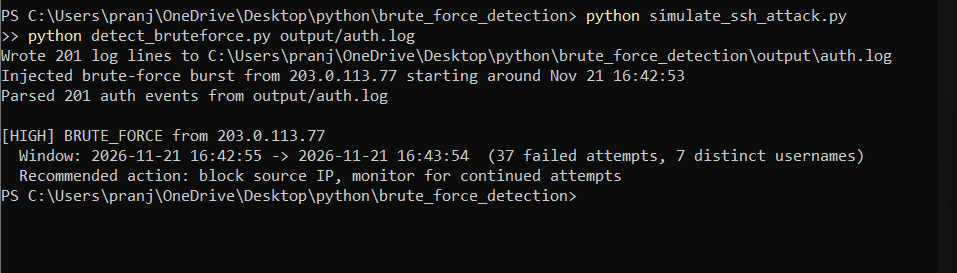 PS C:\Users\pranj\OneDrive\Desktop\python\brute_force_detection> python simulate_ssh_attack.py
>> python detect_bruteforce.py output/auth.log
Wrote 201 log lines to C:\Users\pranj\OneDrive\Desktop\python\brute_force_detection\output\auth.log
Injected brute-force burst from 203.0.113.77 starting around Nov 21 16:42:53
Parsed 201 auth events from output/auth.log

[HIGH] BRUTE_FORCE from 203.0.113.77
  Window: 2026-11-21 16:42:55 -> 2026-11-21 16:43:54  (37 failed attempts, 7 distinct usernames)
  Recommended action: block source IP, monitor for continued attempts
PS C:\Users\pranj\OneDrive\Desktop\python\brute_force_detection>